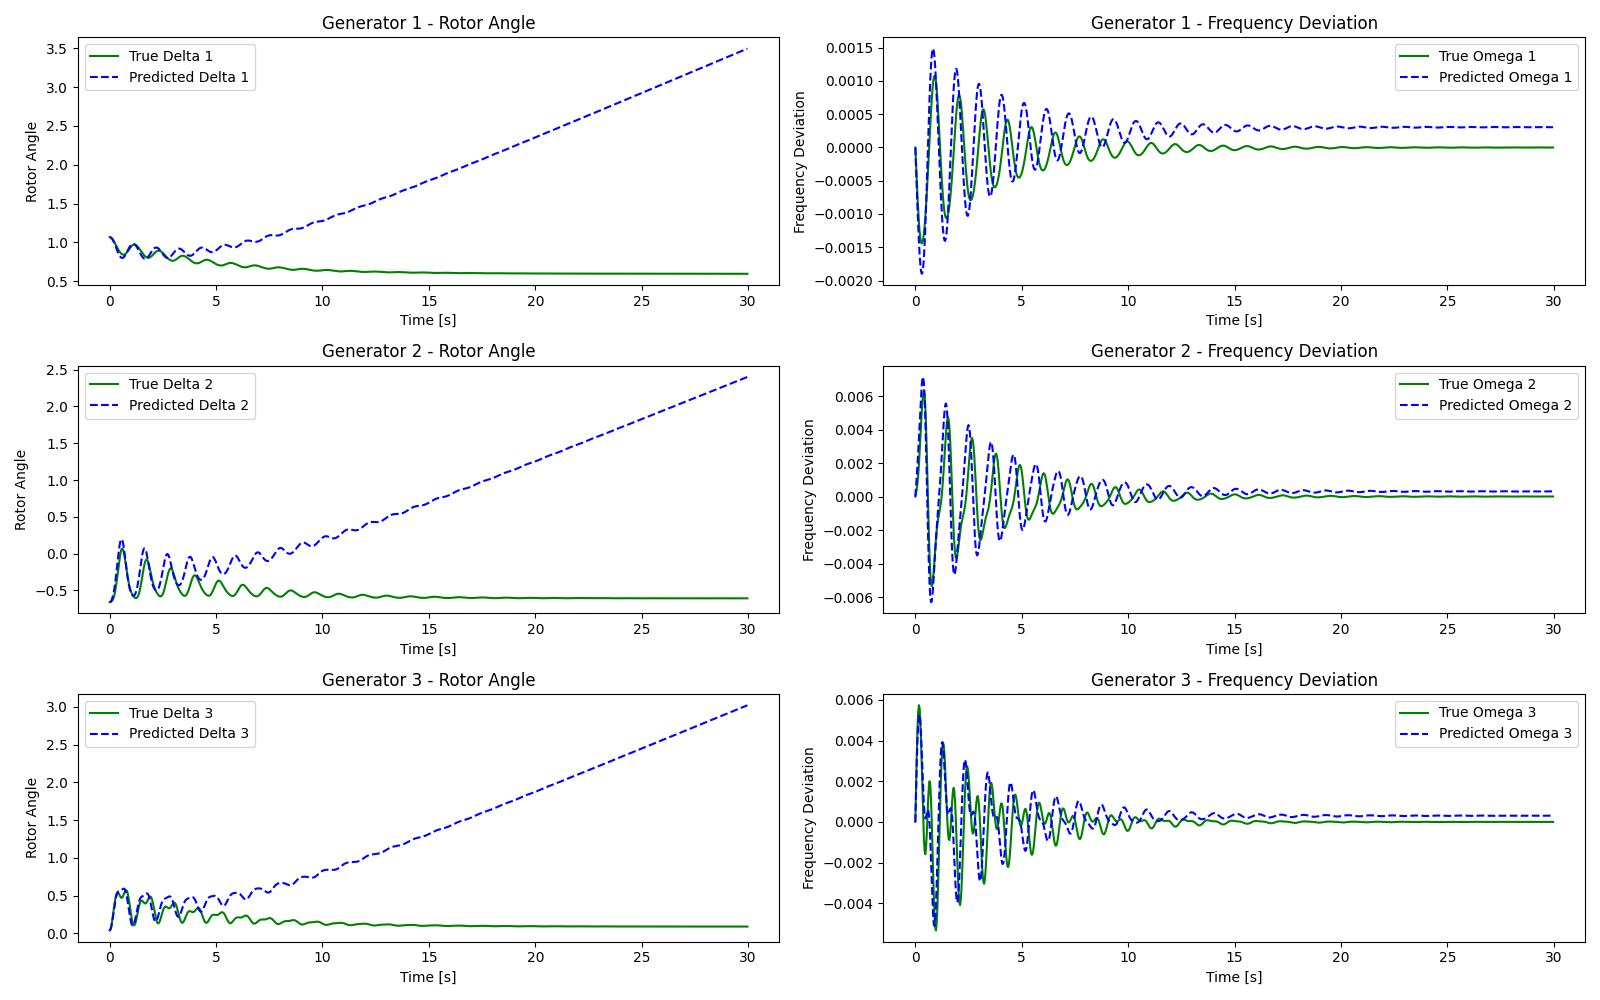 Generator 1 - Rotor Angle
3.5
3.0
2.5
2.0
1.5
1.0
0.5
Rotor Angle
True Delta 1
Predicted Delta 1
0 5 10 15 20 25 30
Time [s]
Generator 1 - Frequency Deviation
0.0015
0.0010
0.0005
0.0000
−0.0005
−0.0010
−0.0015
−0.0020
Frequency Deviation
True Omega 1
Predicted Omega 1
0 5 10 15 20 25 30
Time [s]
Generator 2 - Rotor Angle
2.5
2.0
1.5
1.0
0.5
0.0
−0.5
Rotor Angle
True Delta 2
Predicted Delta 2
0 5 10 15 20 25 30
Time [s]
Generator 2 - Frequency Deviation
0.006
0.004
0.002
0.000
−0.002
−0.004
−0.006
Frequency Deviation
True Omega 2
Predicted Omega 2
0 5 10 15 20 25 30
Time [s]
Generator 3 - Rotor Angle
3.0
2.5
2.0
1.5
1.0
0.5
0.0
Rotor Angle
True Delta 3
Predicted Delta 3
0 5 10 15 20 25 30
Time [s]
Generator 3 - Frequency Deviation
0.006
0.004
0.002
0.000
−0.002
−0.004
Frequency Deviation
True Omega 3
Predicted Omega 3
0 5 10 15 20 25 30
Time [s]